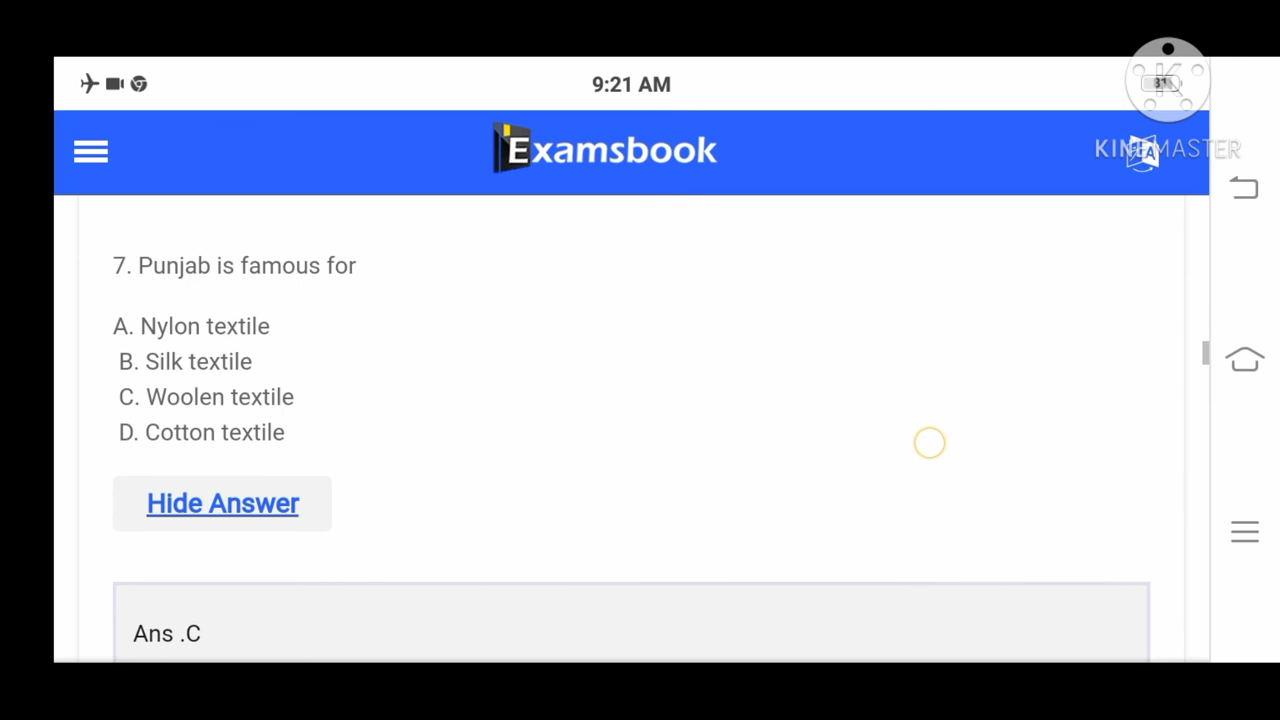 9:21 AM
31
Examsbook
KINEMASTER
7. Punjab is famous for
A. Nylon textile
B. Silk textile
C. Woolen textile
D. Cotton textile
Hide Answer
Ans .C